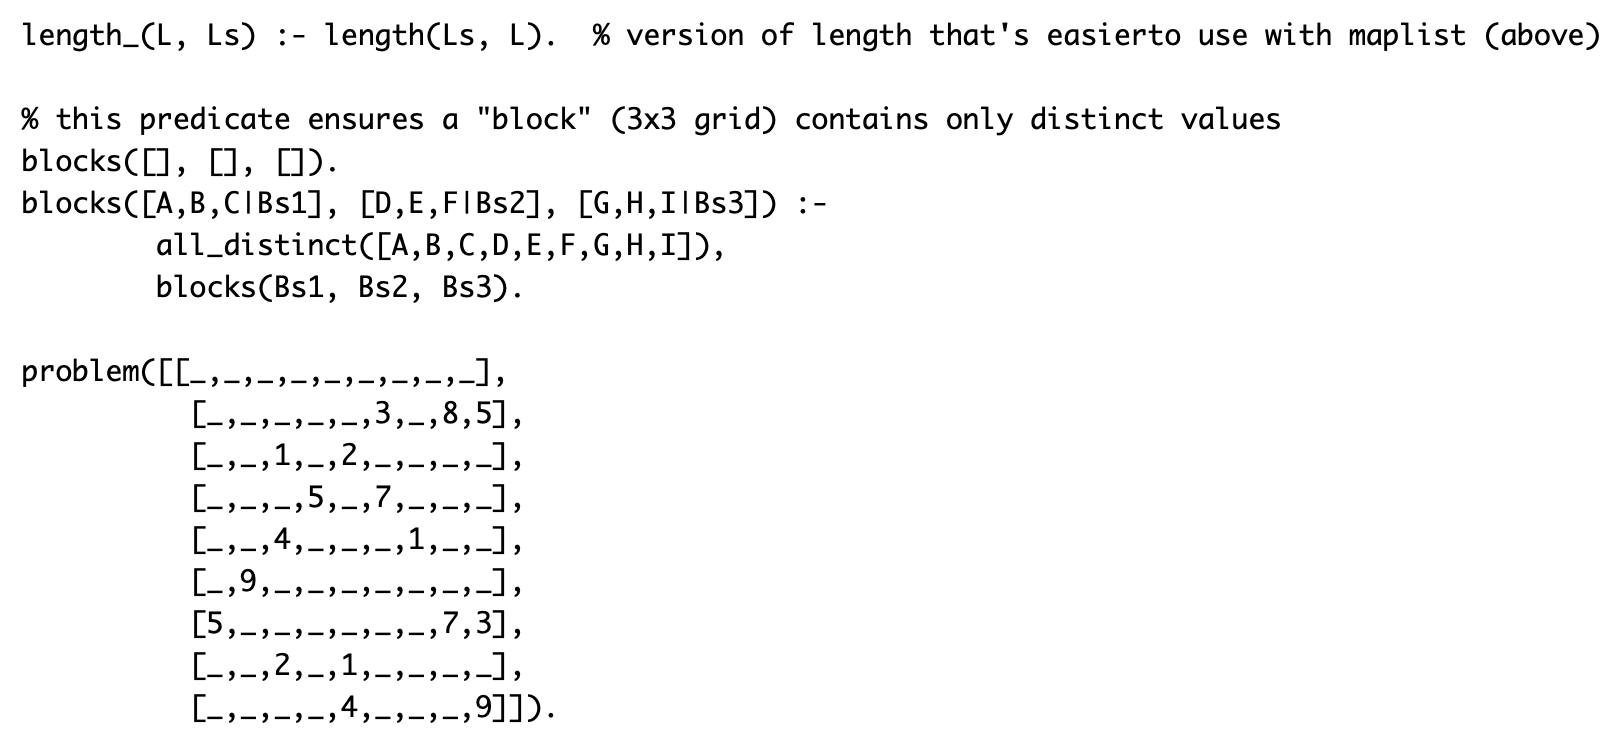 length_(L, Ls) :- length(Ls, L).  % version of length that's easierto use with maplist (above)

% this predicate ensures a "block" (3x3 grid) contains only distinct values
blocks([], [], []).
blocks([A,B,C|Bs1], [D,E,F|Bs2], [G,H,I|Bs3]) :-
        all_distinct([A,B,C,D,E,F,G,H,I]),
        blocks(Bs1, Bs2, Bs3).

problem([[_,_,_,_,_,_,_,_,_],
          [_,_,_,_,_,3,_,8,5],
          [_,_,1,_,2,_,_,_,_],
          [_,_,_,5,_,7,_,_,_],
          [_,_,4,_,_,_,1,_,_],
          [_,9,_,_,_,_,_,_,_],
          [5,_,_,_,_,_,_,7,3],
          [_,_,2,_,1,_,_,_,_],
          [_,_,_,_,4,_,_,_,9]]).